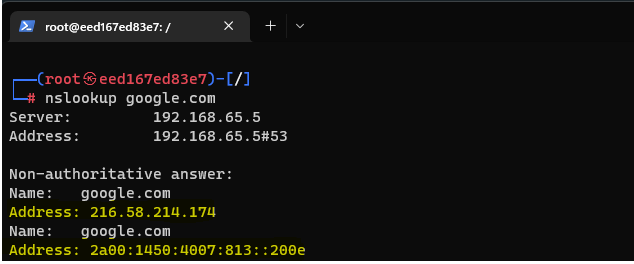 root@eed167ed83e7: /
┌──(root㉿eed167ed83e7)-[/]
└─# nslookup google.com
Server:         192.168.65.5
Address:        192.168.65.5#53
Non-authoritative answer:
Name:   google.com
Address: 216.58.214.174
Name:   google.com
Address: 2a00:1450:4007:813::200e